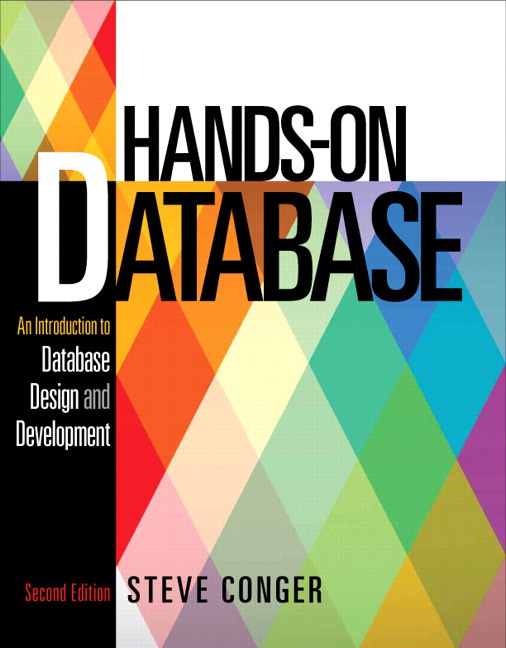 HANDS-ON
DATABASE
An Introduction to
Database
Design and
Development
Second Edition
STEVE CONGER